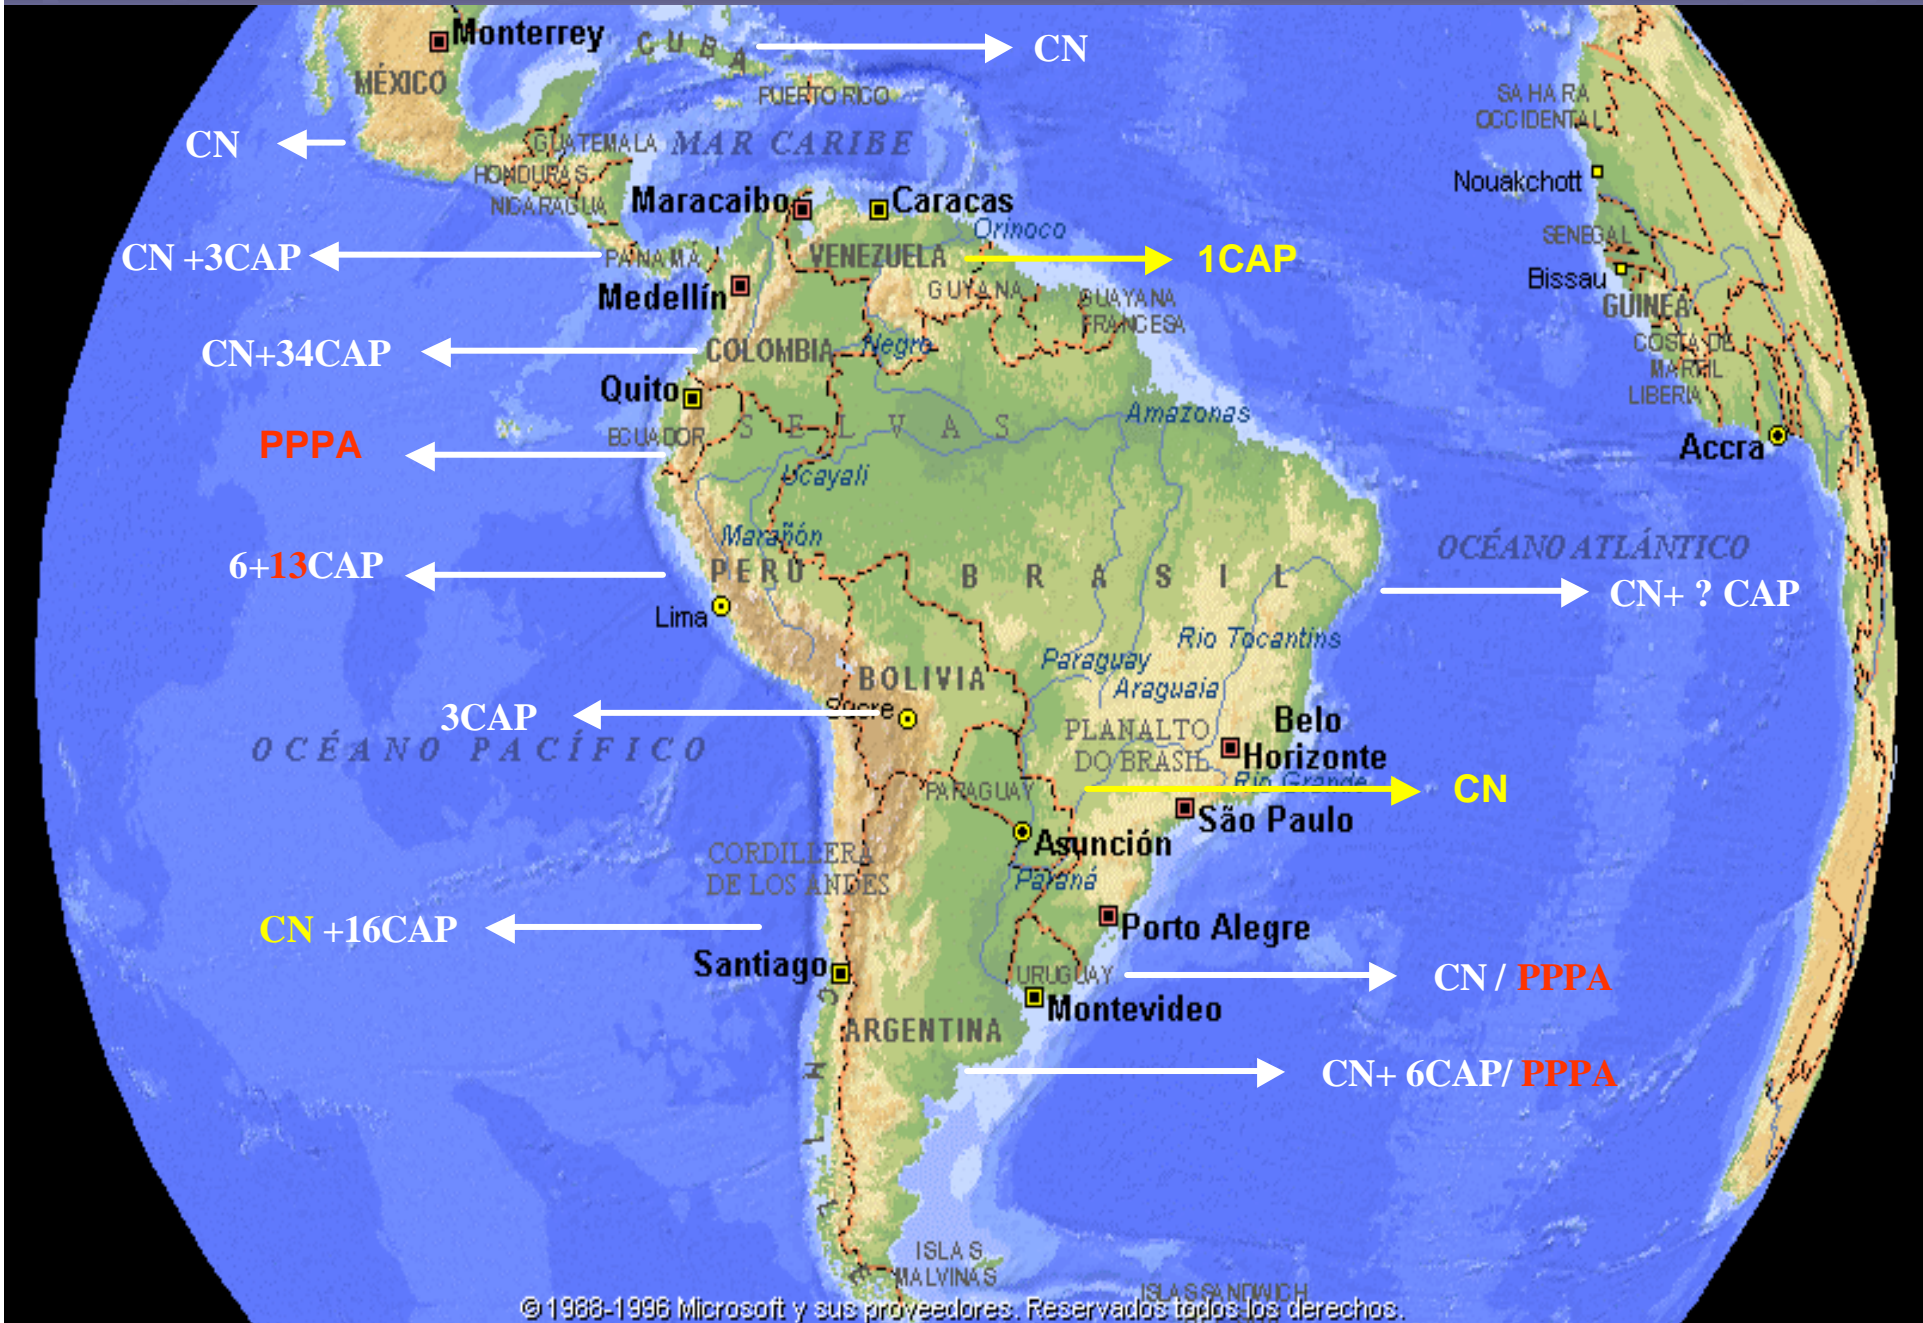 Monterrey
CUBA
CN
MÉXICO
PUERTO RICO
SAHARA
OCCIDENTAL
CN
GUATEMALA
MAR CARIBE
HONDURAS
NICARAGUA
Nouakchott
Maracaibo
Caracas
Orinoco
SENEGAL
CN +3CAP
PANAMÁ
VENEZUELA
1CAP
Bissau
Medellín
GUYANA
GUAYANA
FRANCESA
GUINEA
CN+34CAP
COLOMBIA
Negro
COSTA DE
MARFIL
LIBERIA
Quito
Amazonas
PPPA
ECUADOR
SELVAS
Accra
Ucayali
Marañón
OCÉANO ATLÁNTICO
6+13CAP
PERÚ
BRASIL
CN+ ? CAP
Lima
Rio Tocantins
Paraguay
Araguaia
BOLIVIA
3CAP
Sucre
PLANALTO
DO BRASIL
Belo
Horizonte
OCÉANO PACÍFICO
Rio Grande
PARAGUAY
CN
São Paulo
Asunción
CORDILLERA
DE LOS ANDES
Paraná
CN +16CAP
Porto Alegre
Santiago
URUGUAY
CN / PPPA
Montevideo
CHILE
ARGENTINA
CN+ 6CAP/ PPPA
ISLAS
MALVINAS
ISLAS SANDWICH
© 1988-1996 Microsoft y sus proveedores. Reservados todos los derechos.